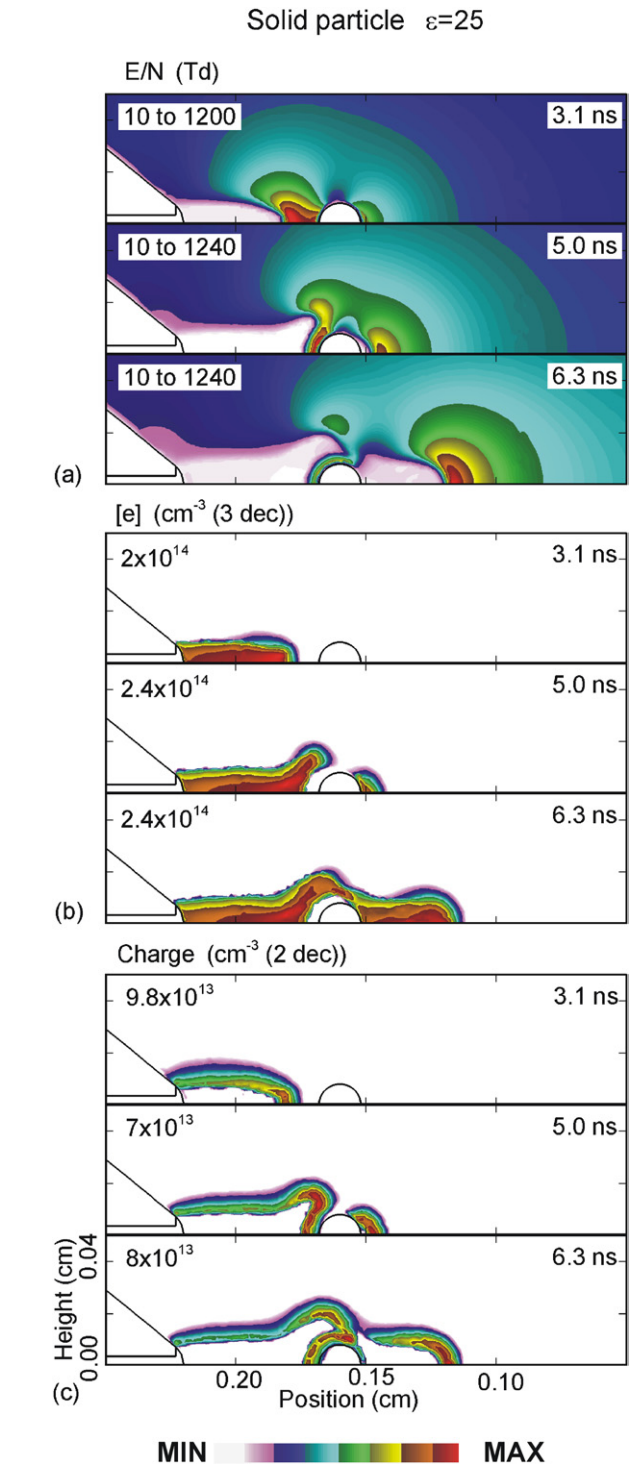 Solid particle ε=25
E/N (Td)
10 to 1200 3.1 ns
10 to 1240 5.0 ns
10 to 1240 6.3 ns
(a)
[e] (cm⁻³ (3 dec))
2x10¹⁴ 3.1 ns
2.4x10¹⁴ 5.0 ns
2.4x10¹⁴ 6.3 ns
(b)
Charge (cm⁻³ (2 dec))
9.8x10¹³ 3.1 ns
7x10¹³ 5.0 ns
8x10¹³ 6.3 ns
Height (cm)
0.00 0.04
(c)
0.20 0.15 0.10
Position (cm)
MIN MAX